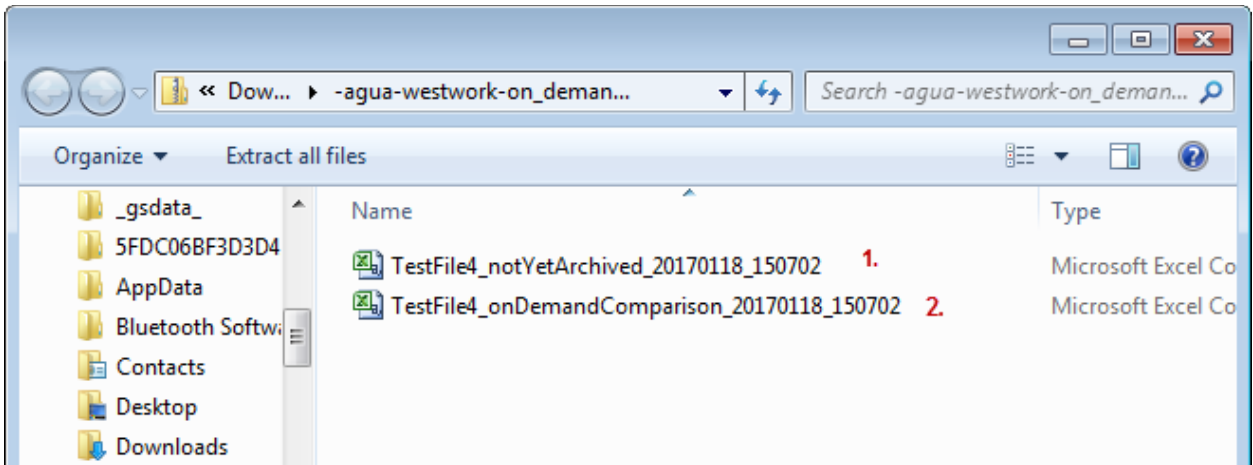 « Dow... ▸ -agua-westwork-on_deman...
Search -agua-westwork-on_deman...
Organize ▾ Extract all files
Name Type
_gsdata_
5FDC06BF3D3D4
AppData
Bluetooth Softwa
Contacts
Desktop
Downloads
TestFile4_notYetArchived_20170118_150702 1. Microsoft Excel Co
TestFile4_onDemandComparison_20170118_150702 2. Microsoft Excel Co